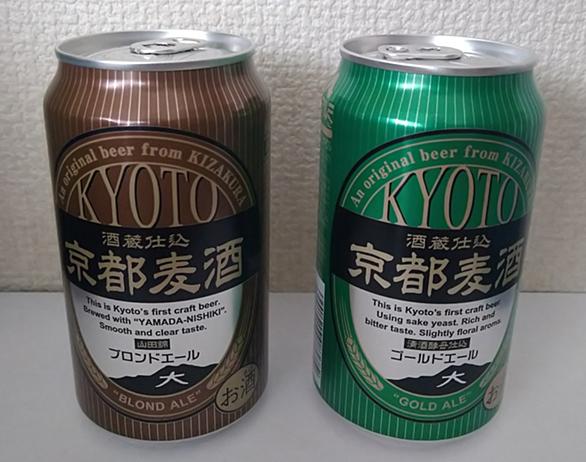 An original beer from KIZAKURA
KYOTO
酒蔵仕込
京都麦酒
This is Kyoto's first craft beer.
Brewed with "YAMADA-NISHIKI".
Smooth and clear taste.
山田錦
ブロンドエール
大
"BLOND ALE"
お酒
An original beer from KIZAKURA
KYOTO
酒蔵仕込
京都麦酒
This is Kyoto's first craft beer.
Using sake yeast. Rich and
bitter taste. Slightly floral aroma.
清酒酵母仕込
ゴールドエール
大
"GOLD ALE"
お酒